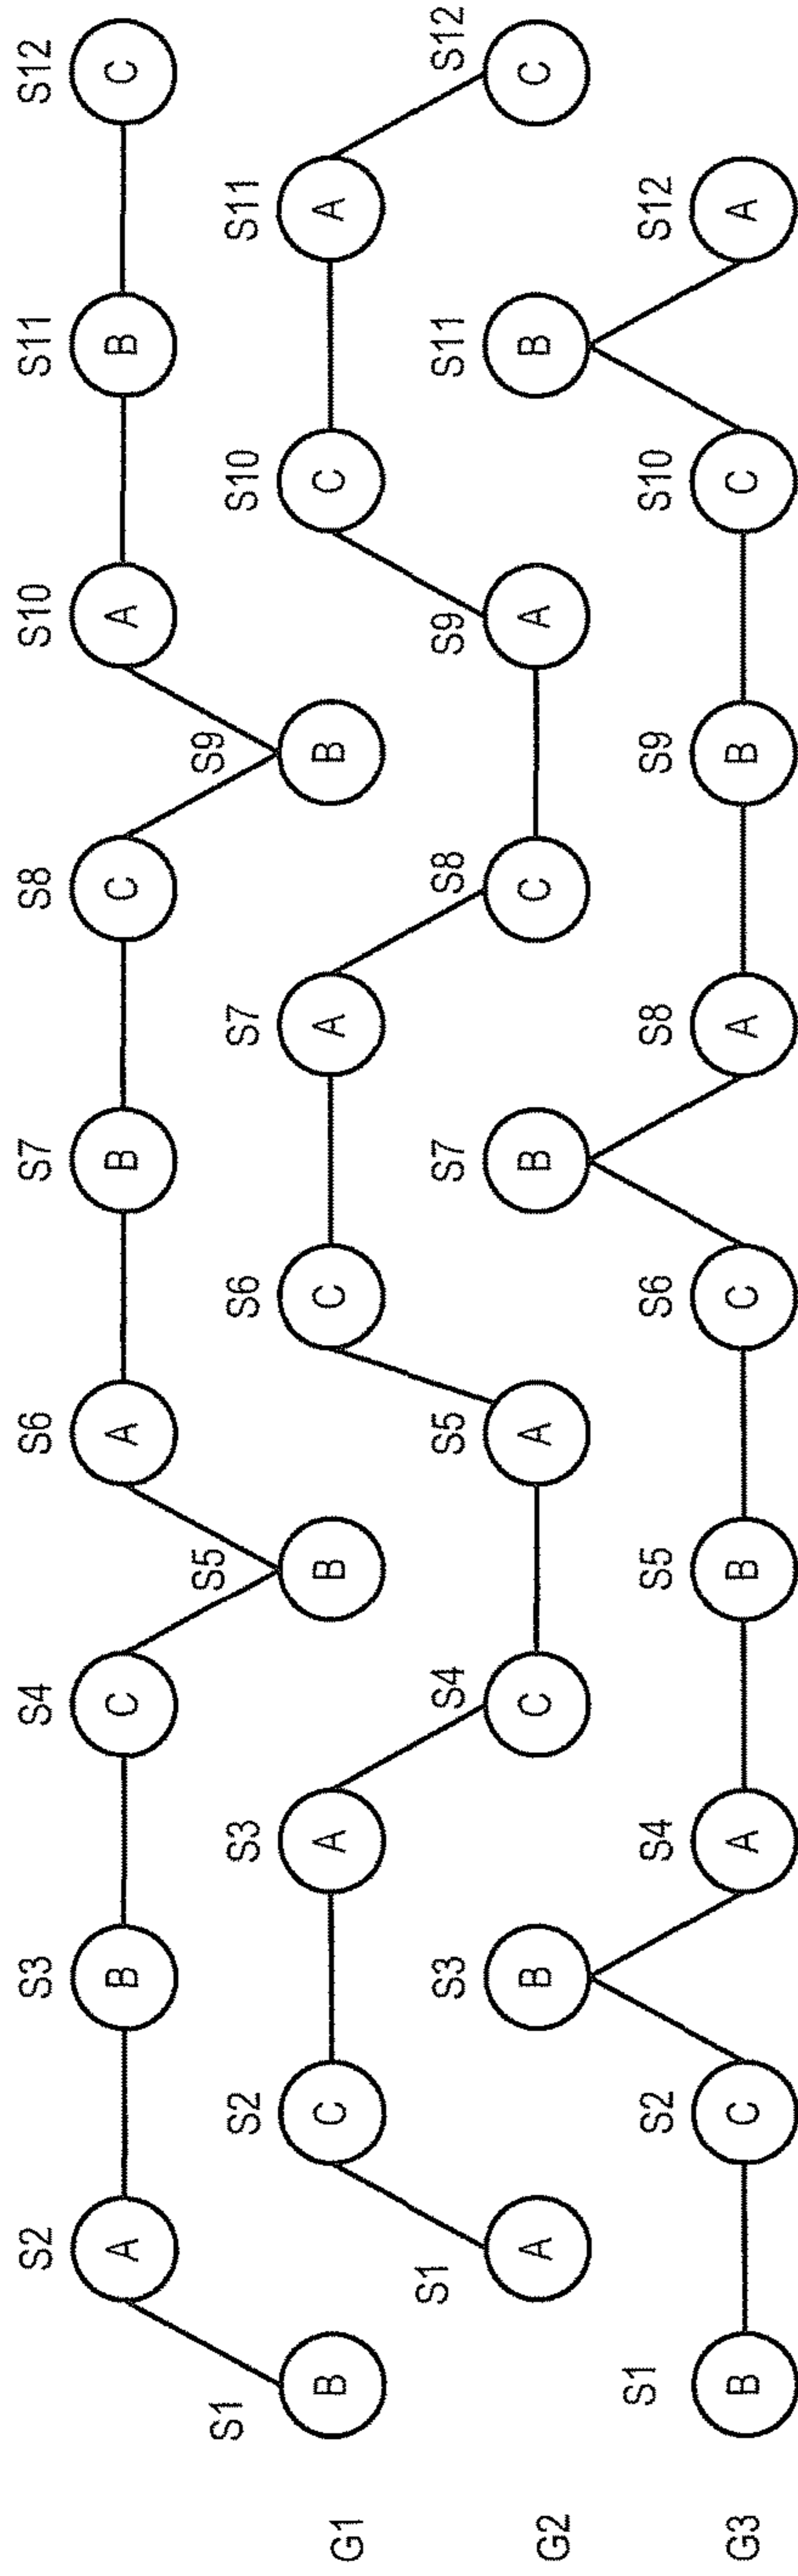 S2 S3 S4 S6 S7 S8 S10 S11 S12
A B C A B C A B C
S1 S2 S3 S5 S6 S7 S9 S10 S11
G1 B C A B C A B C A
S1 S3 S4 S5 S7 S8 S9 S11 S12
G2 A B C A B C A B C
S1 S2 S4 S5 S6 S8 S9 S10 S12
G3 B C A B C A B C A